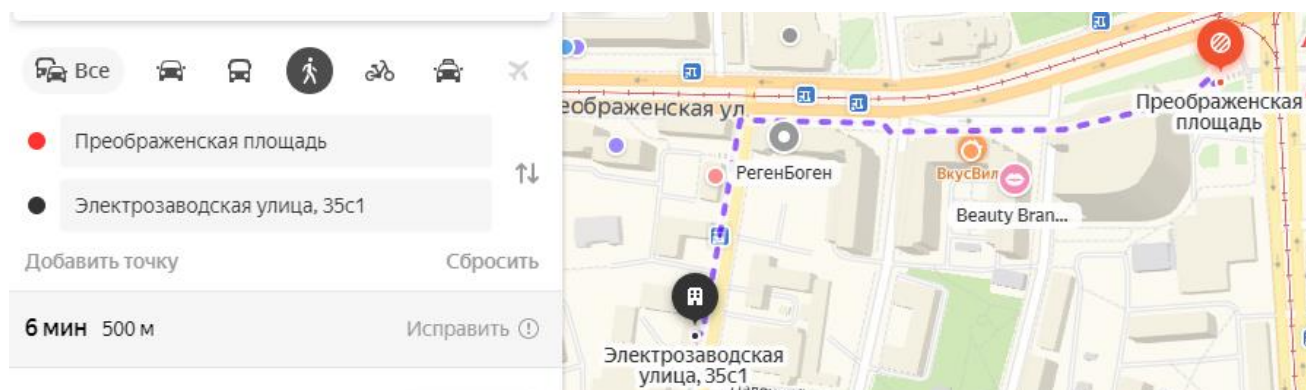 Все
Преображенская площадь
Электрозаводская улица, 35с1
Добавить точку
Сбросить
6 мин 500 м
Исправить
еображенская ул
Преображенская
площадь
РегенБоген
ВкусВил
Beauty Bran...
Электрозаводская
улица, 35с1